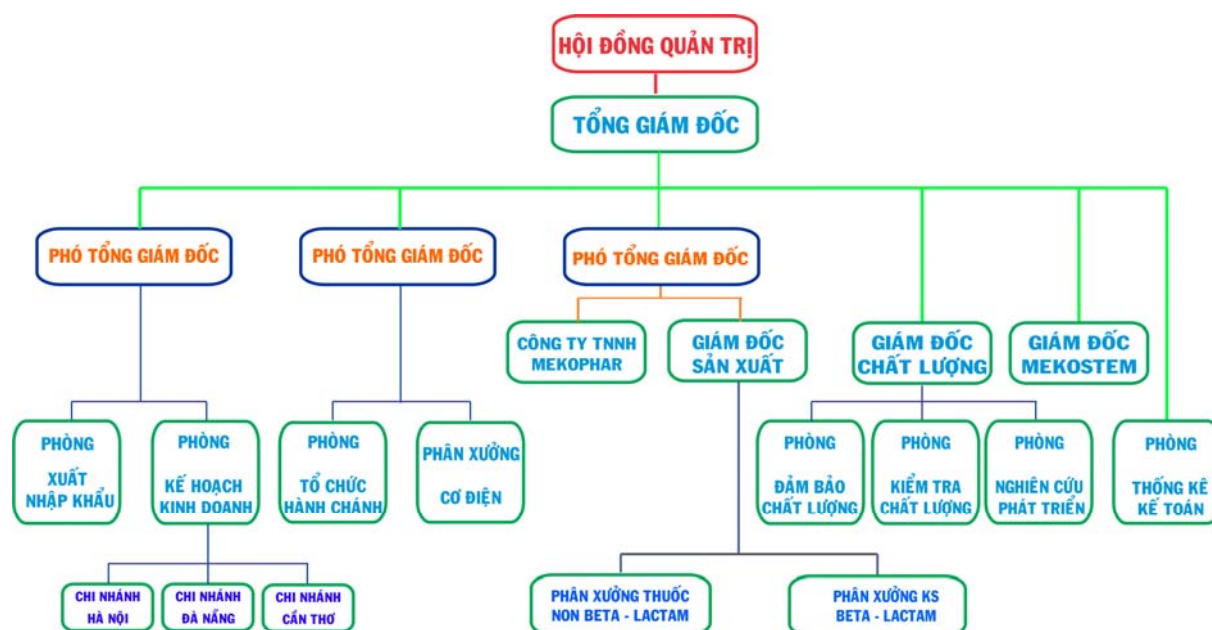 HỘI ĐỒNG QUẢN TRỊ
TỔNG GIÁM ĐỐC
PHÓ TỔNG GIÁM ĐỐC
PHÓ TỔNG GIÁM ĐỐC
PHÓ TỔNG GIÁM ĐỐC
CÔNG TY TNNH
MEKOPHAR
GIÁM ĐỐC
SẢN XUẤT
GIÁM ĐỐC
CHẤT LƯỢNG
GIÁM ĐỐC
MEKOSTEM
PHÒNG
XUẤT
NHẬP KHẨU
PHÒNG
KẾ HOẠCH
KINH DOANH
PHÒNG
TỔ CHỨC
HÀNH CHÁNH
PHÂN XƯỞNG
CƠ ĐIỆN
PHÒNG
ĐẢM BẢO
CHẤT LƯỢNG
PHÒNG
KIỂM TRA
CHẤT LƯỢNG
PHÒNG
NGHIÊN CỨU
PHÁT TRIỂN
PHÒNG
THỐNG KÊ
KẾ TOÁN
CHI NHÁNH
HÀ NỘI
CHI NHÁNH
ĐÀ NẴNG
CHI NHÁNH
CẦN THƠ
PHÂN XƯỞNG THUỐC
NON BETA - LACTAM
PHÂN XƯỞNG KS
BETA - LACTAM